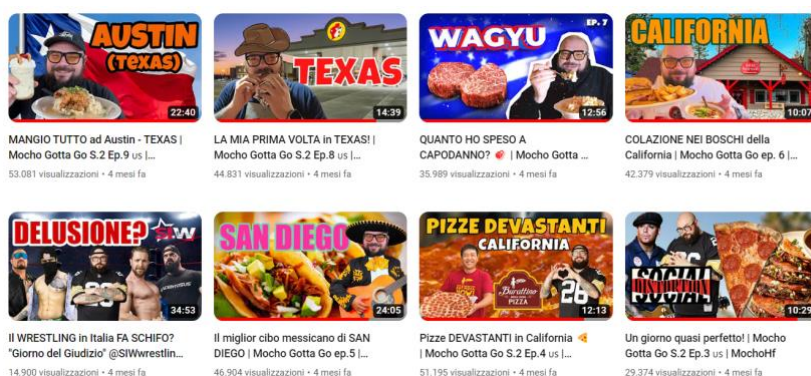 AUSTIN
(TEXAS)
22:40
TEXAS
14:39
EP. 7
WAGYU
12:56
CALIFORNIA
10:07
MANGIO TUTTO ad Austin - TEXAS |
Mocho Gotta Go S.2 Ep.9 us |...
53.081 visualizzazioni • 4 mesi fa
LA MIA PRIMA VOLTA in TEXAS! |
Mocho Gotta Go S.2 Ep.8 us |...
44.831 visualizzazioni • 4 mesi fa
QUANTO HO SPESO A
CAPODANNO? 🥩 | Mocho Gotta ...
35.989 visualizzazioni • 4 mesi fa
COLAZIONE NEI BOSCHI della
California | Mocho Gotta Go ep. 6 |...
42.379 visualizzazioni • 4 mesi fa
DELUSIONE?
SIW
34:53
SAN DIEGO
24:05
PIZZE DEVASTANTI
CALIFORNIA
Burattino
PIZZA
26
12:13
SOCIAL
DISTORTION
10:29
Il WRESTLING in Italia FA SCHIFO?
"Giorno del Giudizio" @SIWwrestlin...
14.900 visualizzazioni • 4 mesi fa
Il miglior cibo messicano di SAN
DIEGO | Mocho Gotta Go ep.5 |...
46.904 visualizzazioni • 4 mesi fa
Pizze DEVASTANTI in California 🍕
| Mocho Gotta Go S.2 Ep.4 us |...
51.195 visualizzazioni • 4 mesi fa
Un giorno quasi perfetto! | Mocho
Gotta Go S.2 Ep.3 us | MochoHf
29.374 visualizzazioni • 4 mesi fa